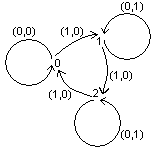 (0,0) (1,0) (0,1)
0 1
(1,0) 2 (1,0)
(0,1)